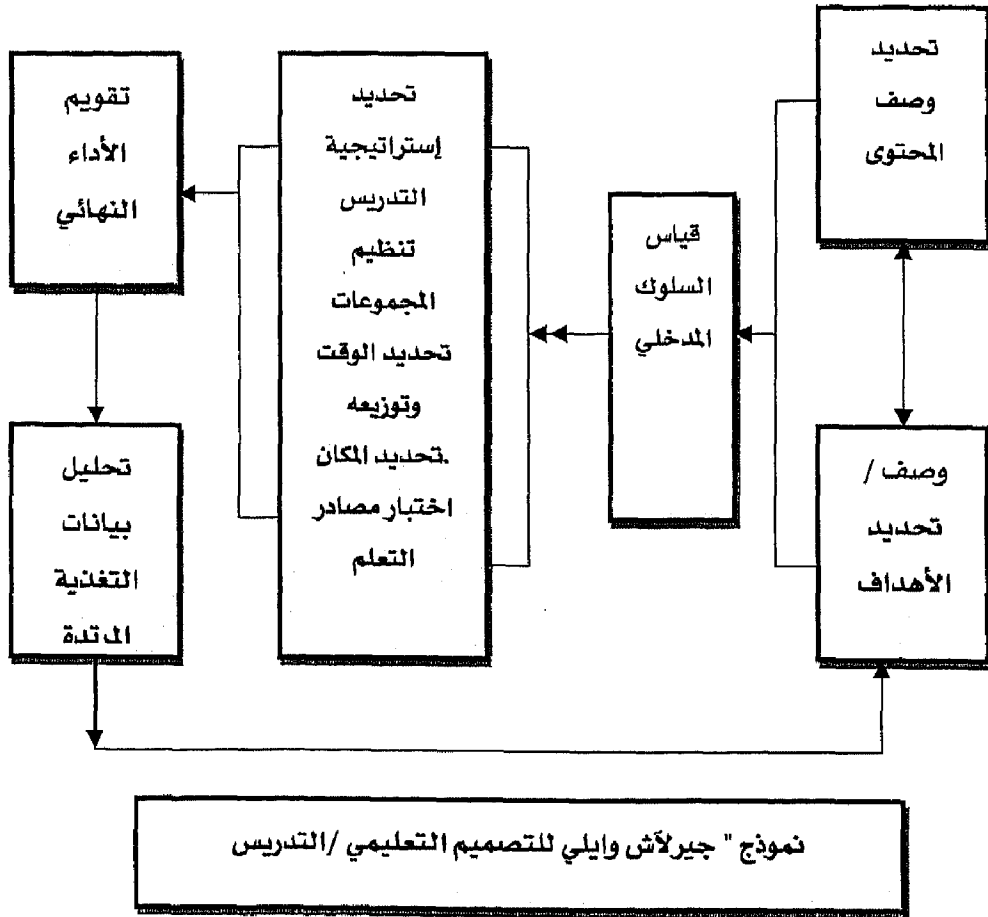 تحديد
وصف
المحتوى
وصف /
تحديد
الأهداف
قياس
السلوك
المدخلي
تحديد
إستراتيجية
التدريس
تنظيم
المجموعات
تحديد الوقت
وتوزيعه
.تحديد المكان
اختبار مصادر
التعلم
تقويم
الأداء
النهائي
تحليل
بيانات
التغذية
المرتدة
نموذج " جيرلآش وايلي للتصميم التعليمي /التدريس